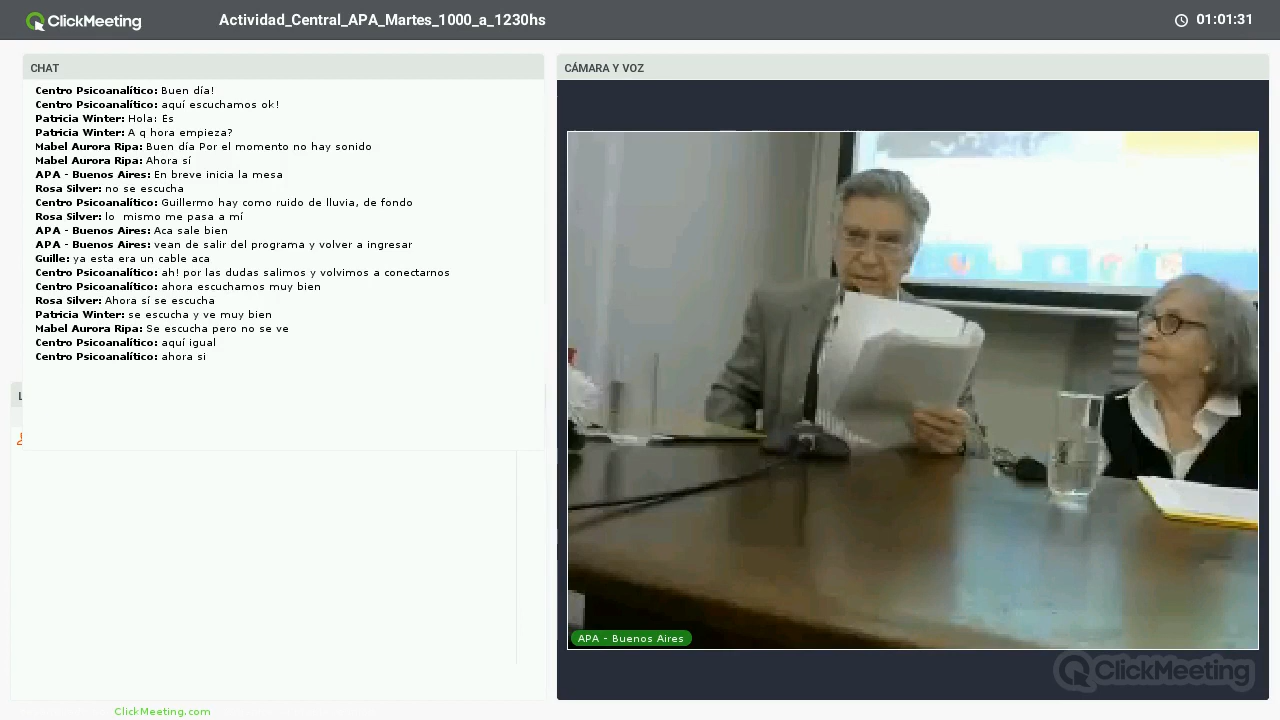 ClickMeeting
Actividad_Central_APA_Martes_1000_a_1230hs
01:01:31
CHAT
Centro Psicoanalítico: Buen día!
Centro Psicoanalítico: aquí escuchamos ok!
Patricia Winter: Hola: Es
Patricia Winter: A q hora empieza?
Mabel Aurora Ripa: Buen día Por el momento no hay sonido
Mabel Aurora Ripa: Ahora sí
APA - Buenos Aires: En breve inicia la mesa
Rosa Silver: no se escucha
Centro Psicoanalítico: Guillermo hay como ruido de lluvia, de fondo
Rosa Silver: lo  mismo me pasa a mí
APA - Buenos Aires: Aca sale bien
APA - Buenos Aires: vean de salir del programa y volver a ingresar
Guille: ya esta era un cable aca
Centro Psicoanalítico: ah! por las dudas salimos y volvimos a conectarnos
Centro Psicoanalítico: ahora escuchamos muy bien
Rosa Silver: Ahora sí se escucha
Patricia Winter: se escucha y ve muy bien
Mabel Aurora Ripa: Se escucha pero no se ve
Centro Psicoanalítico: aquí igual
Centro Psicoanalítico: ahora si
CÁMARA Y VOZ
APA - Buenos Aires
ClickMeeting
ClickMeeting.com